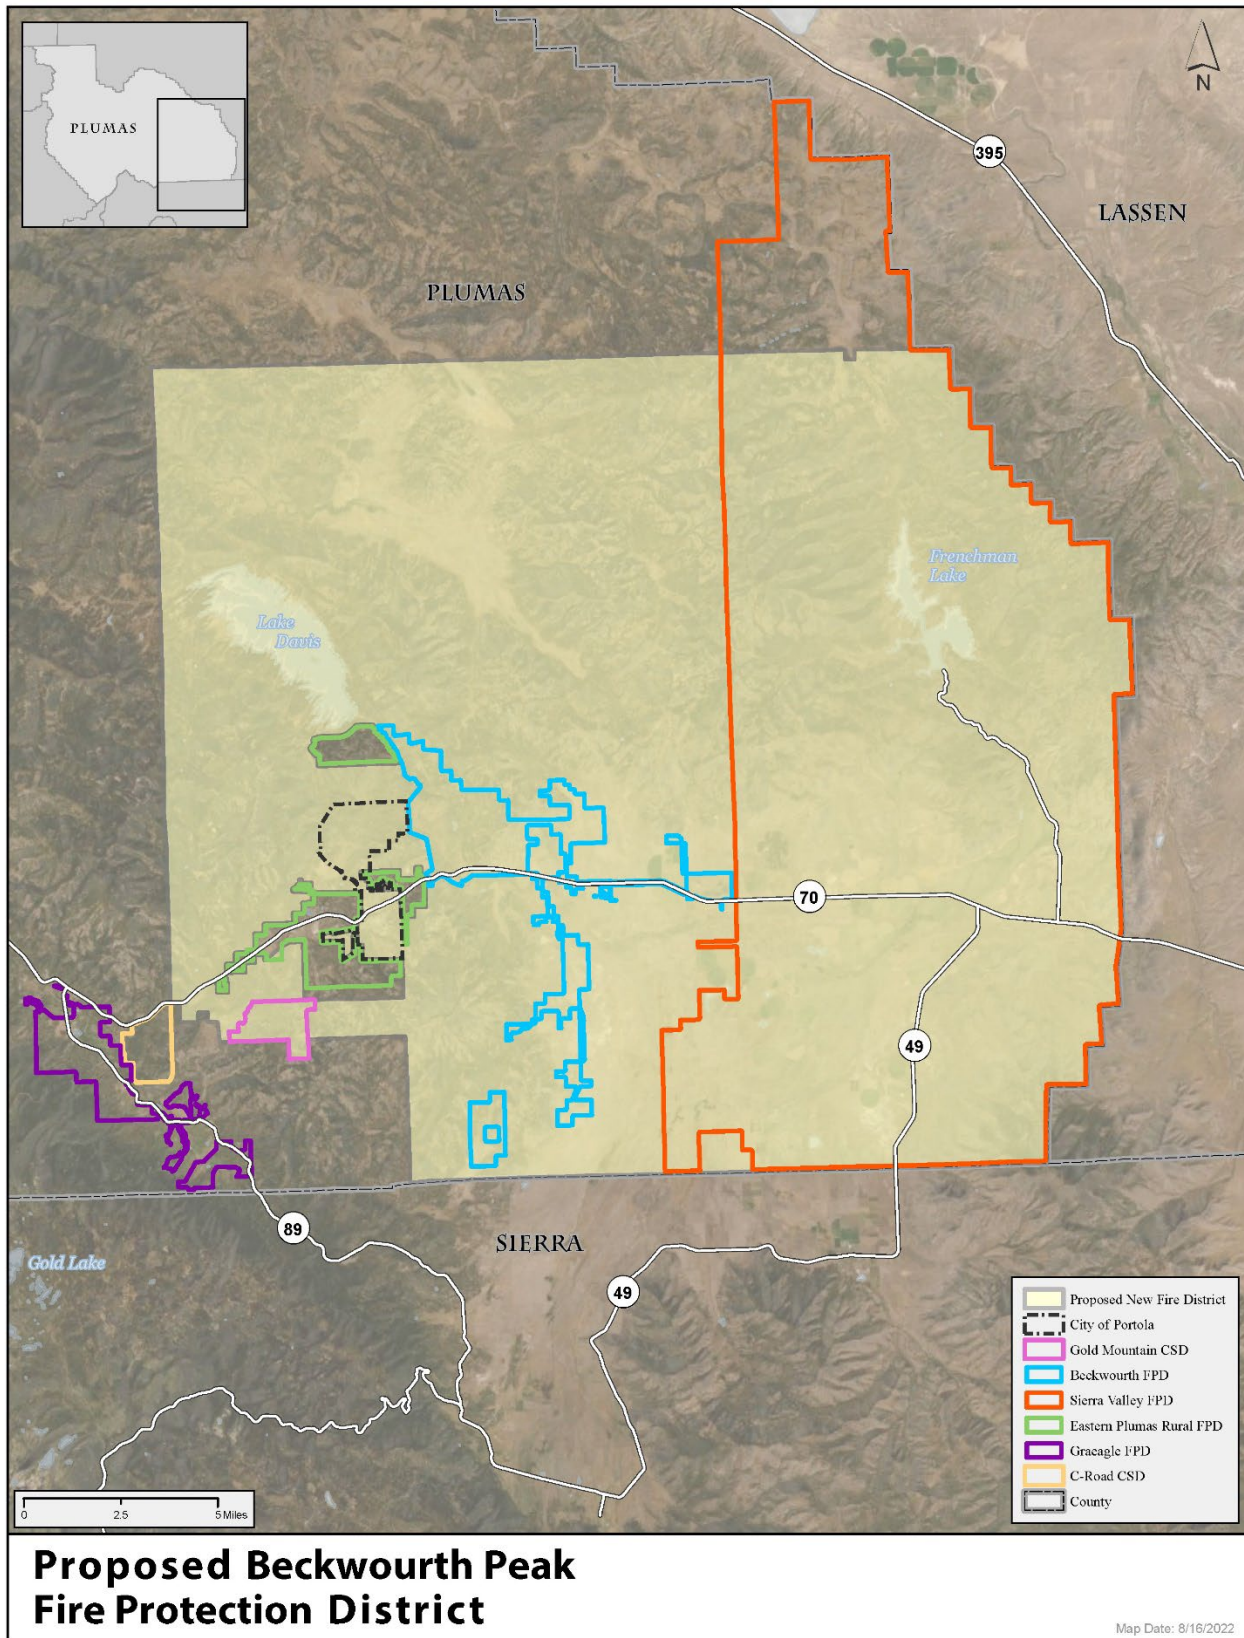 PLUMAS
N
395
LASSEN
PLUMAS
Frenchman
Lake
Lake
Davis
70
49
89
SIERRA
Gold Lake
49
Proposed New Fire District
City of Portola
Gold Mountain CSD
Beckwourth FPD
Sierra Valley FPD
Eastern Plumas Rural FPD
Graeagle FPD
C-Road CSD
County
0 2.5 5 Miles
Proposed Beckwourth Peak
Fire Protection District
Map Date: 8/16/2022